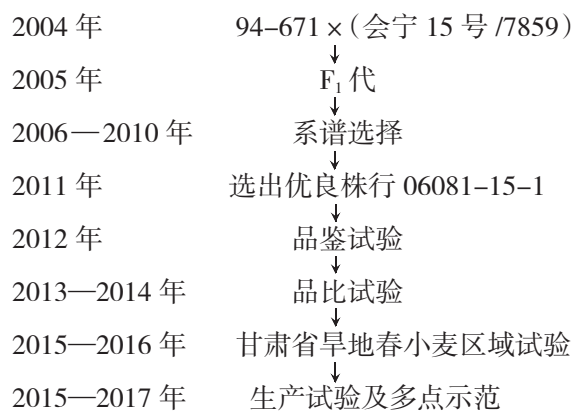 2004 年 94-671 ×（会宁 15 号 /7859）
2005 年 F₁ 代
2006—2010 年 系谱选择
2011 年 选出优良株行 06081-15-1
2012 年 品鉴试验
2013—2014 年 品比试验
2015—2016 年 甘肃省旱地春小麦区域试验
2015—2017 年 生产试验及多点示范